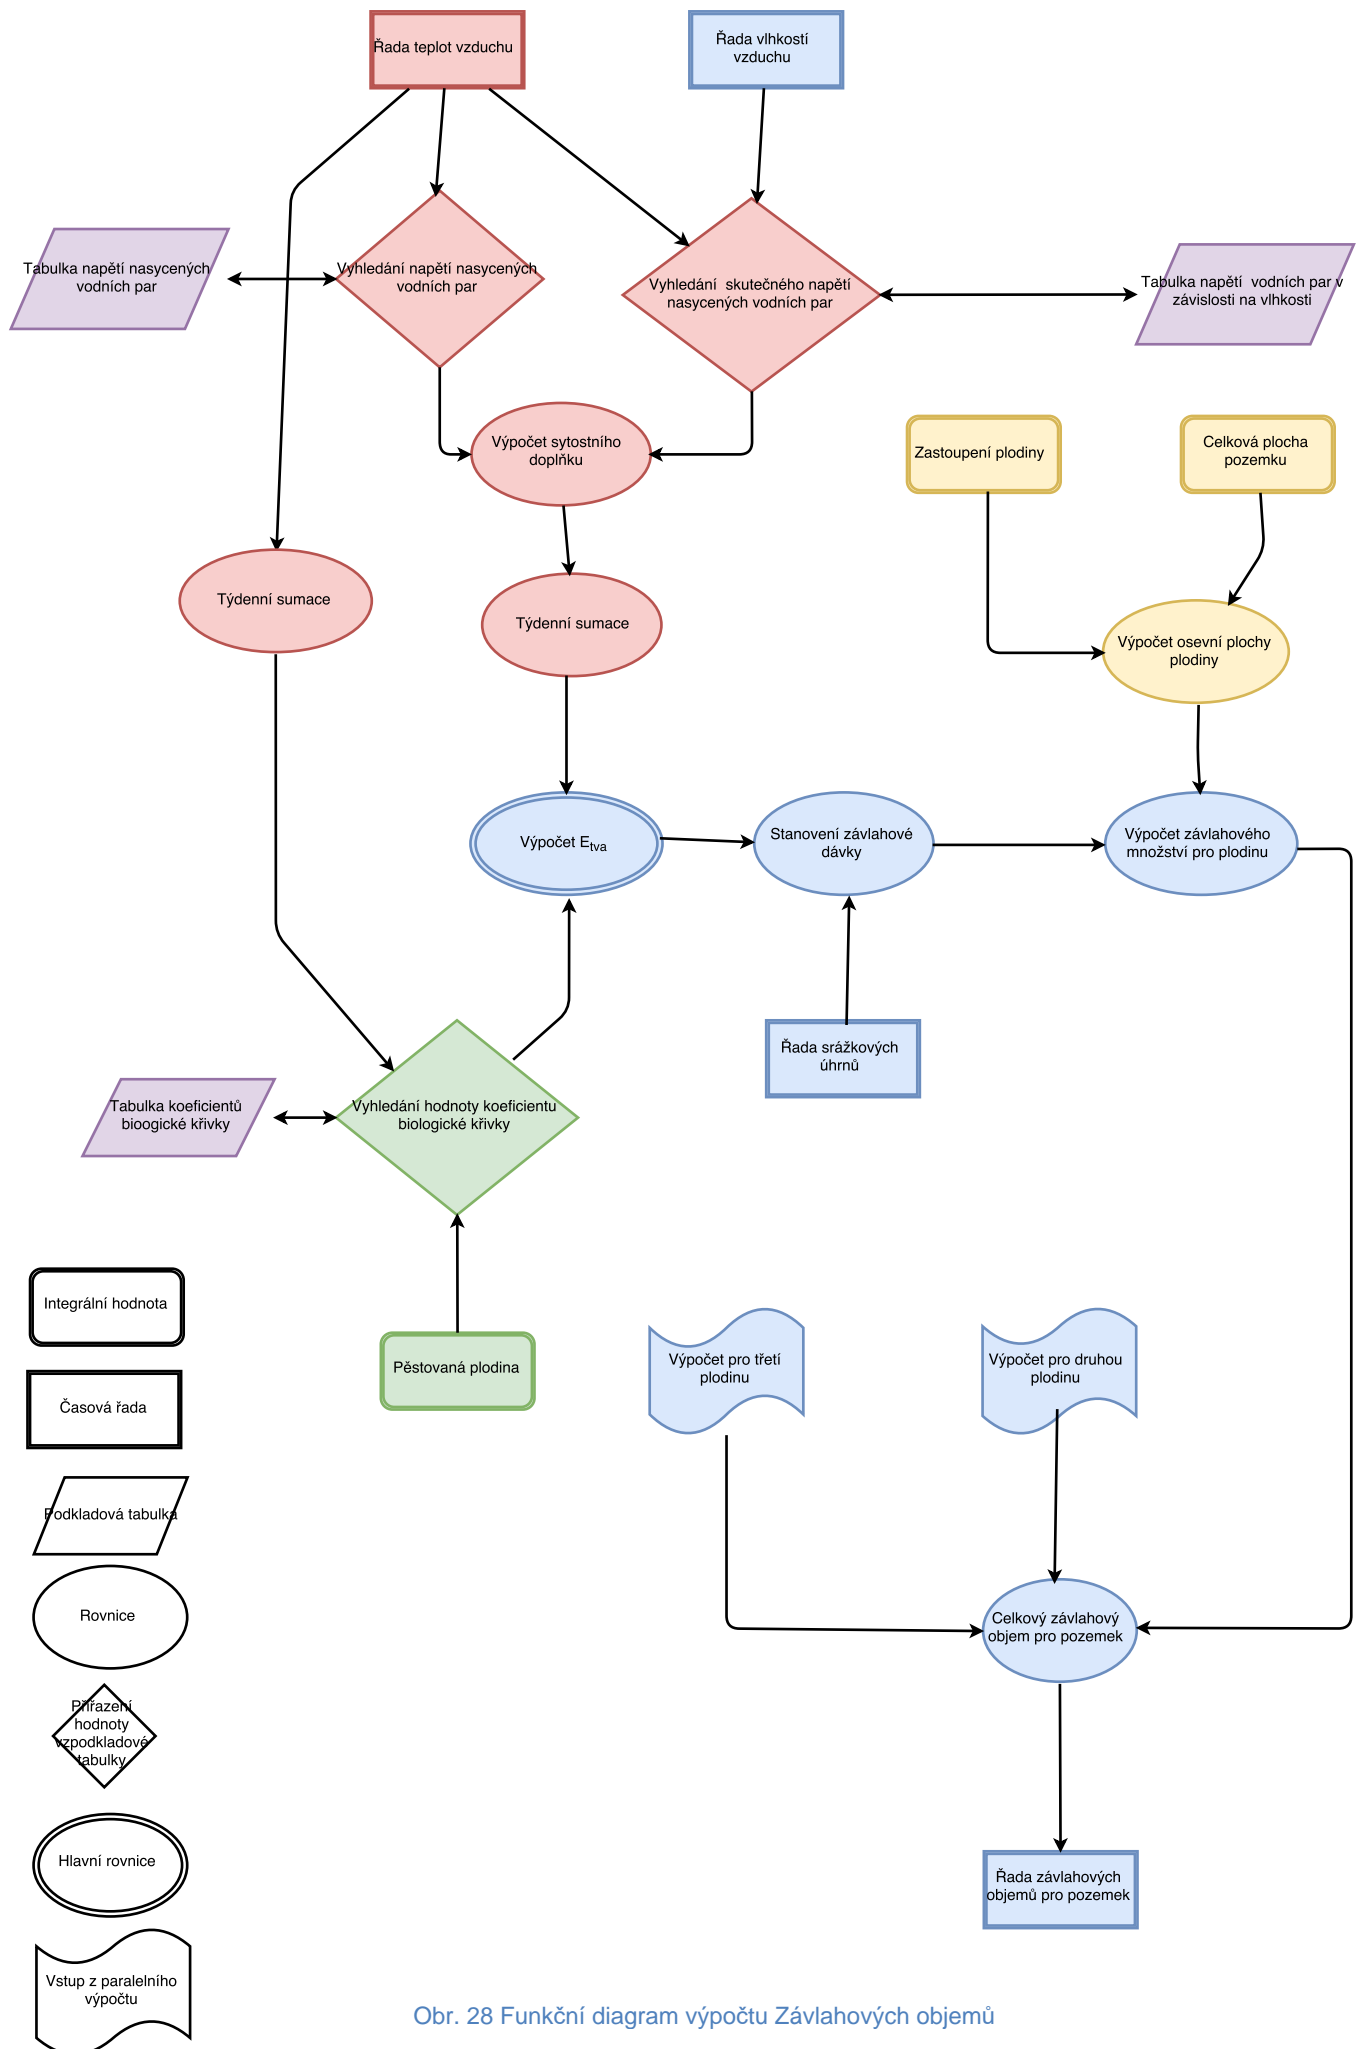 Řada teplot vzduchu
Řada vlhkostí
vzduchu
Tabulka napětí nasycených
vodních par
Vyhledání napětí nasycených
vodních par
Vyhledání  skutečného napětí
nasycených vodních par
Tabulka napětí  vodních par v
závislosti na vlhkosti
Výpočet sytostního
doplňku
Zastoupení plodiny
Celková plocha
pozemku
Týdenní sumace
Týdenní sumace
Výpočet osevní plochy
plodiny
Výpočet Etva
Stanovení závlahové
dávky
Výpočet závlahového
množství pro plodinu
Řada srážkových
úhrnů
Tabulka koeficientů
bioogické křivky
Vyhledání hodnoty koeficientu
biologické křivky
Integrální hodnota
Pěstovaná plodina
Výpočet pro třetí
plodinu
Výpočet pro druhou
plodinu
Časová řada
Podkladová tabulka
Rovnice
Celkový závlahový
objem pro pozemek
Přiřazení
hodnoty
vzpodkladové
tabulky
Hlavní rovnice
Řada závlahových
objemů pro pozemek
Vstup z paralelního
výpočtu
Obr. 28 Funkční diagram výpočtu Závlahových objemů